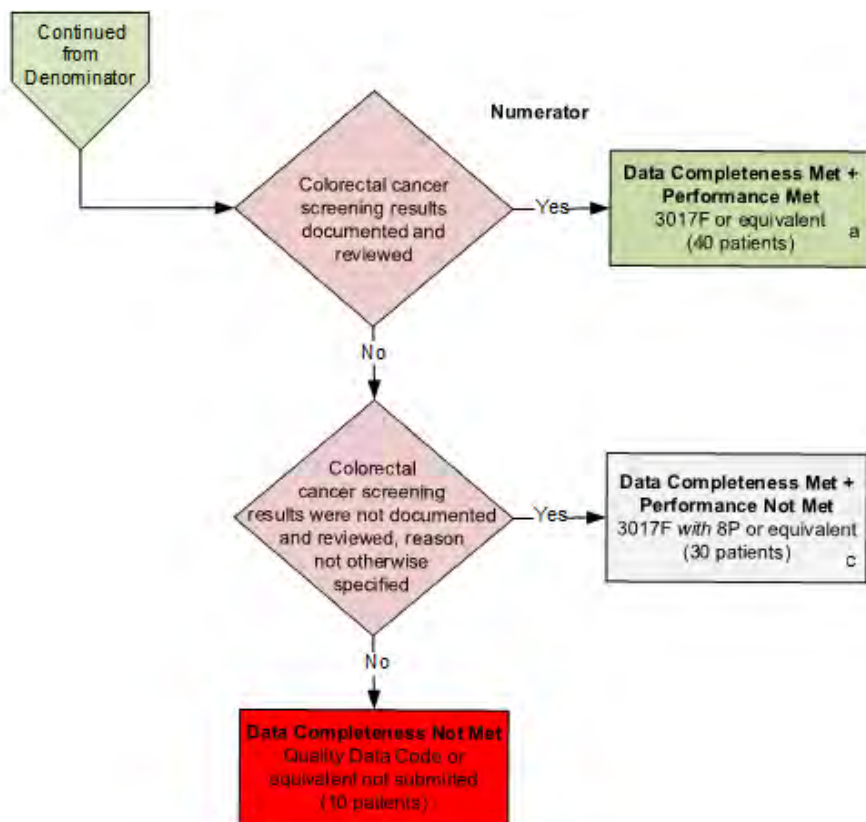 Continued
from
Denominator
Numerator
Colorectal cancer
screening results
documented and
reviewed
Yes
Data Completeness Met +
Performance Met
3017F or equivalent
(40 patients)
a
No
Colorectal
cancer screening
results were not documented
and reviewed, reason
not otherwise
specified
Yes
Data Completeness Met +
Performance Not Met
3017F with 8P or equivalent
(30 patients)
c
No
Data Completeness Not Met
Quality Data Code or
equivalent not submitted
(10 patients)